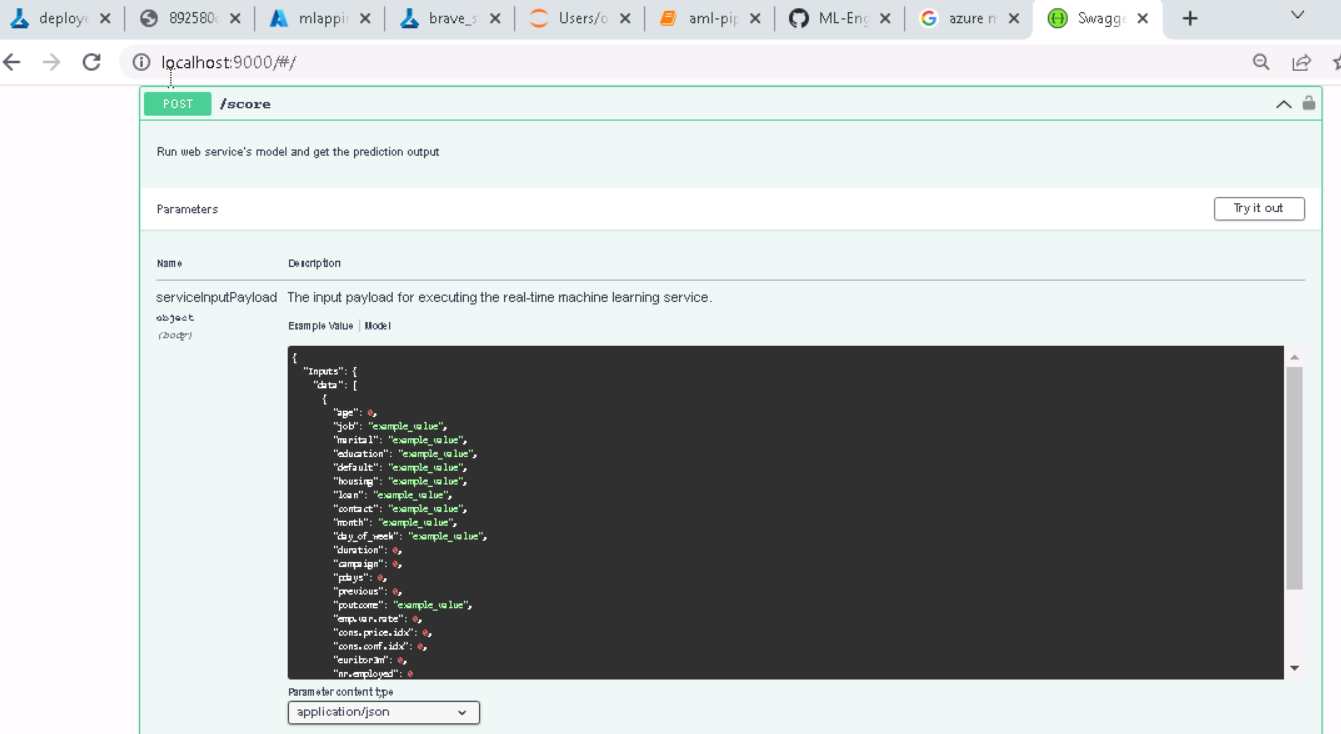 deploye
892580
mlappi
brave_s
Users/o
aml-pip
ML-Eng
azure m
Swagge
localhost:9000/#/
POST /score
Run web service's model and get the prediction output
Parameters
Try it out
Name Description
serviceInputPayload The input payload for executing the real-time machine learning service.
object
(body)
Example Value | Model
{
"Inputs": {
"data": [
{
"age": 0,
"job": "example_value",
"marital": "example_value",
"education": "example_value",
"default": "example_value",
"housing": "example_value",
"loan": "example_value",
"contact": "example_value",
"month": "example_value",
"day_of_week": "example_value",
"duration": 0,
"campaign": 0,
"pdays": 0,
"previous": 0,
"poutcome": "example_value",
"emp.var.rate": 0,
"cons.price.idx": 0,
"cons.conf.idx": 0,
"euribor3m": 0,
"nr.employed": 0
Parameter content type
application/json